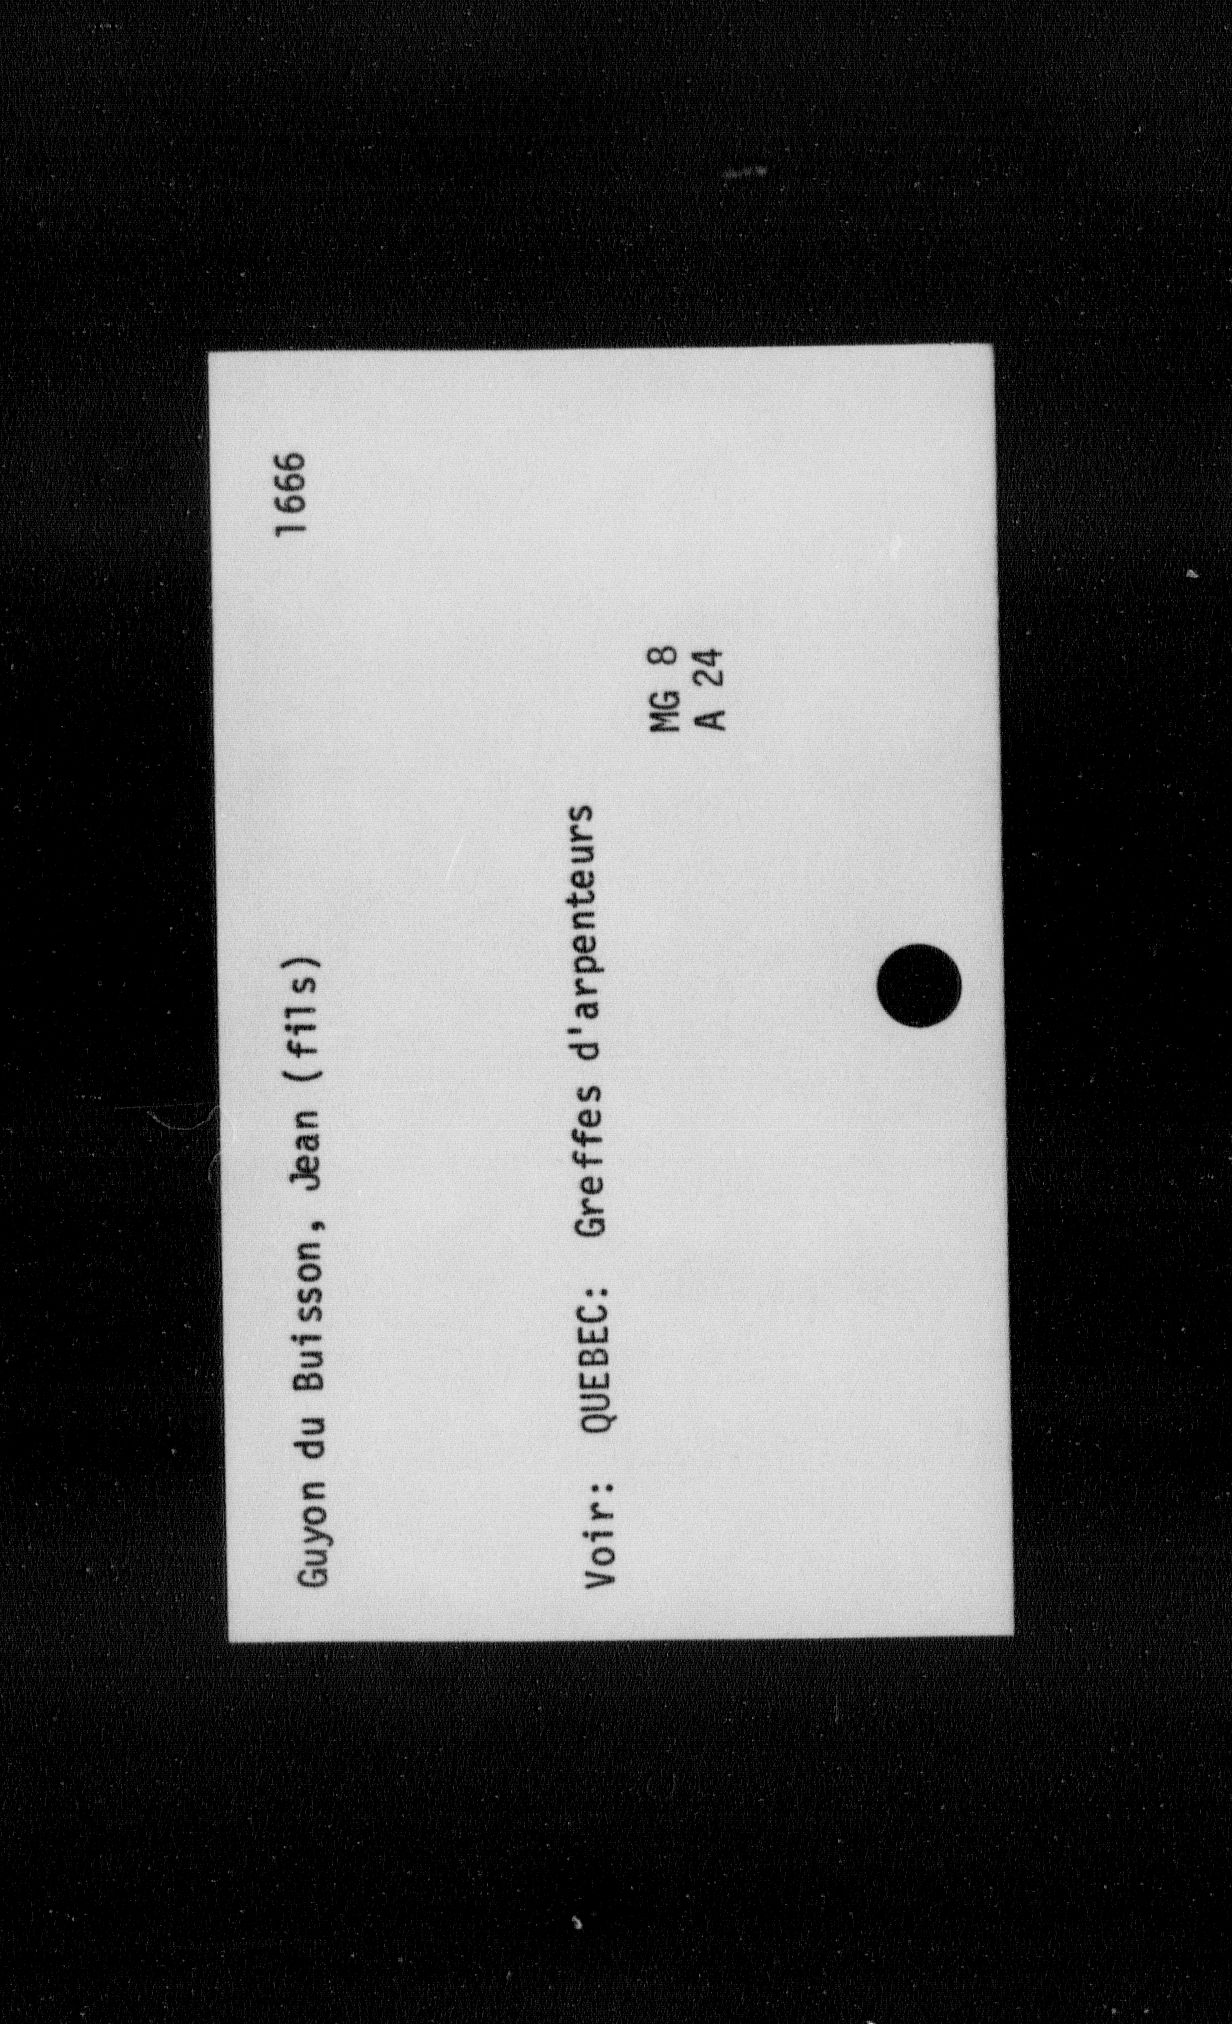 Guyon du Buisson, Jean (fils) 1666
Voir: QUEBEC: Greffes d'arpenteurs
MG 8
A 24